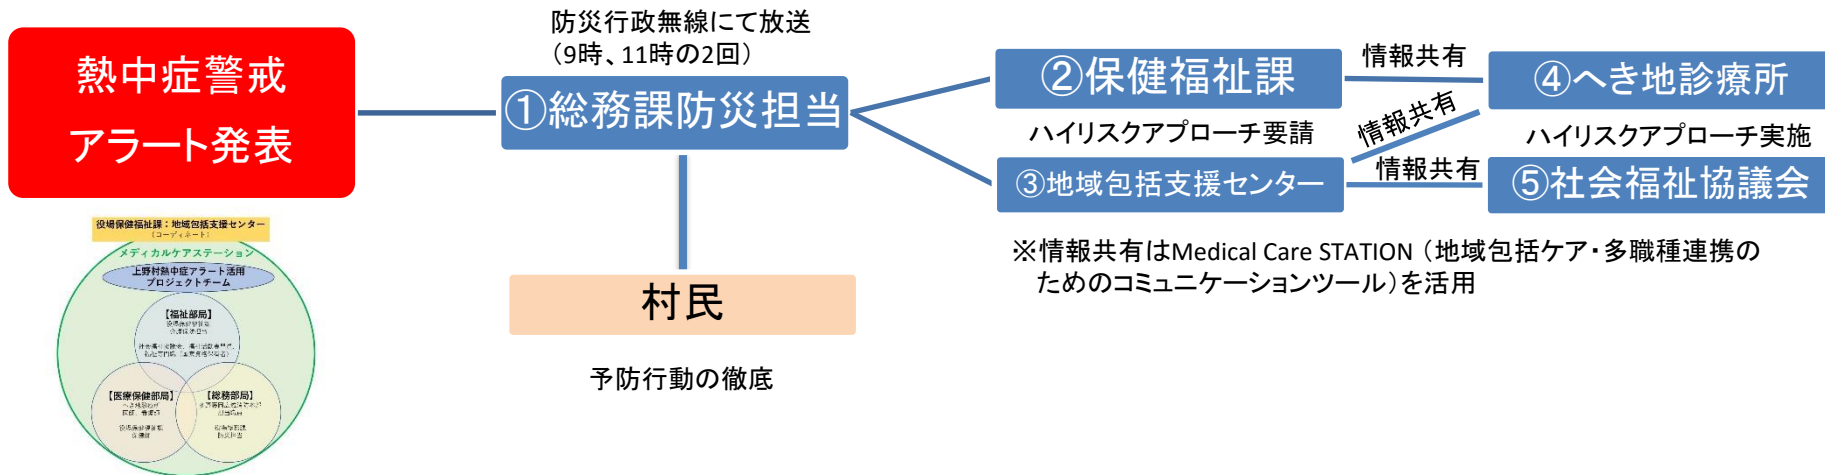 熱中症警戒
アラート発表
防災行政無線にて放送
（9時、11時の2回）
①総務課防災担当
村民
予防行動の徹底
②保健福祉課
ハイリスクアプローチ要請
③地域包括支援センター
情報共有
情報共有
情報共有
④へき地診療所
ハイリスクアプローチ実施
⑤社会福祉協議会
※情報共有はMedical Care STATION（地域包括ケア・多職種連携の
ためのコミュニケーションツール）を活用
役場保健福祉課：地域包括支援センター
（コーディネート）
メディカルケアステーション
上野村熱中症アラート活用
プロジェクトチーム
【福祉部局】
【医療保健部局】
【総務部局】